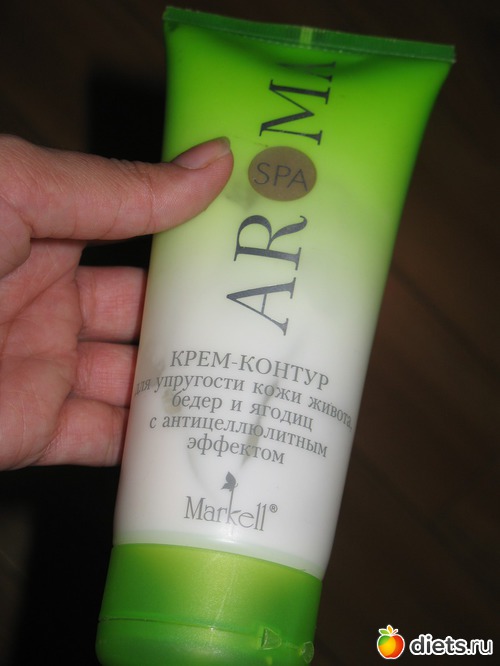 AROMA
SPA
КРЕМ-КОНТУР
для упругости кожи живота,
бедер и ягодиц
с антицеллюлитным
эффектом
Markell®
diets.ru